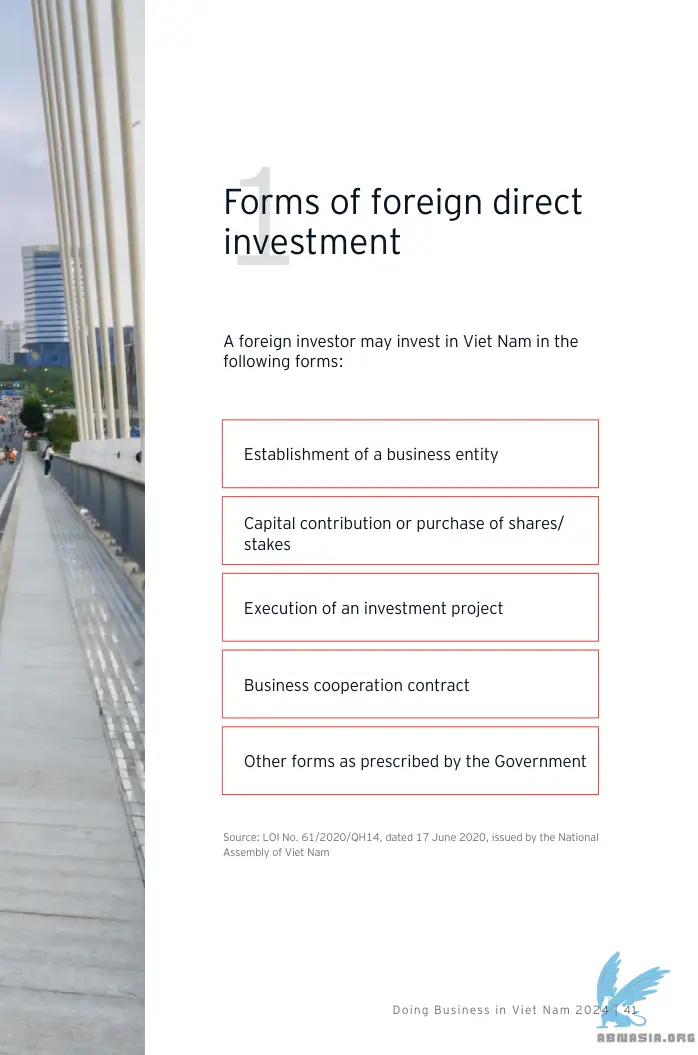 1
Forms of foreign direct
investment
A foreign investor may invest in Viet Nam in the
following forms:
Establishment of a business entity
Capital contribution or purchase of shares/
stakes
Execution of an investment project
Business cooperation contract
Other forms as prescribed by the Government
Source: LOI No. 61/2020/QH14, dated 17 June 2020, issued by the National
Assembly of Viet Nam
Doing Business in Viet Nam 2024 | 41
ABNASIA.ORG